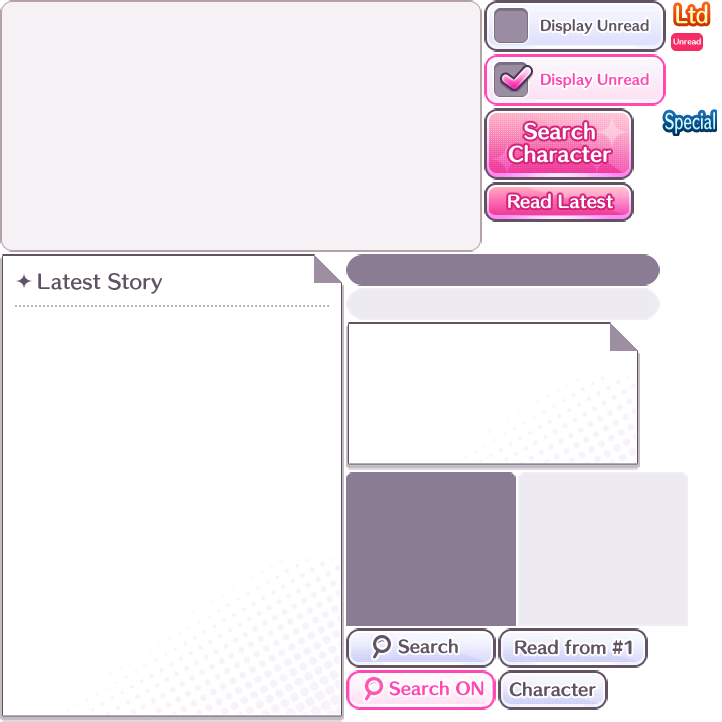 Display Unread
Ltd
Unread
Display Unread
Search
Character
Special
Read Latest
Latest Story
Search
Read from #1
Search ON
Character